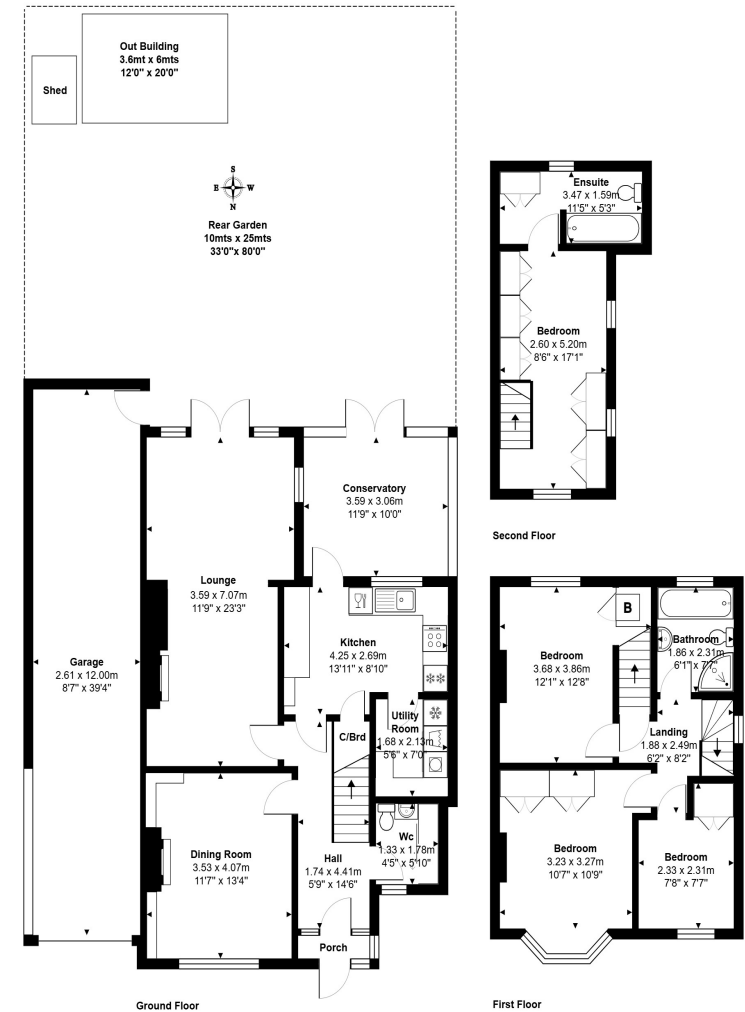 Out Building
3.6mt x 6mts
12'0" x 20'0"
Shed
S
E W
N
Rear Garden
10mts x 25mts
33'0"x 80'0"
Ensuite
3.47 x 1.59m
11'5" x 5'3"
Bedroom
2.60 x 5.20m
8'6" x 17'1"
Second Floor
Conservatory
3.59 x 3.06m
11'9" x 10'0"
Lounge
3.59 x 7.07m
11'9" x 23'3"
Kitchen
4.25 x 2.69m
13'11" x 8'10"
Garage
2.61 x 12.00m
8'7" x 39'4"
Utility
Room
1.68 x 2.13m
5'6" x 7'0"
C/Brd
Wc
1.33 x 1.78m
4'5" x 5'10"
Dining Room
3.53 x 4.07m
11'7" x 13'4"
Hall
1.74 x 4.41m
5'9" x 14'6"
Porch
Ground Floor
B
Bedroom
3.68 x 3.86m
12'1" x 12'8"
Bathroom
1.86 x 2.31m
6'1" x 7'7"
Landing
1.88 x 2.49m
6'2" x 8'2"
Bedroom
3.23 x 3.27m
10'7" x 10'9"
Bedroom
2.33 x 2.31m
7'8" x 7'7"
First Floor